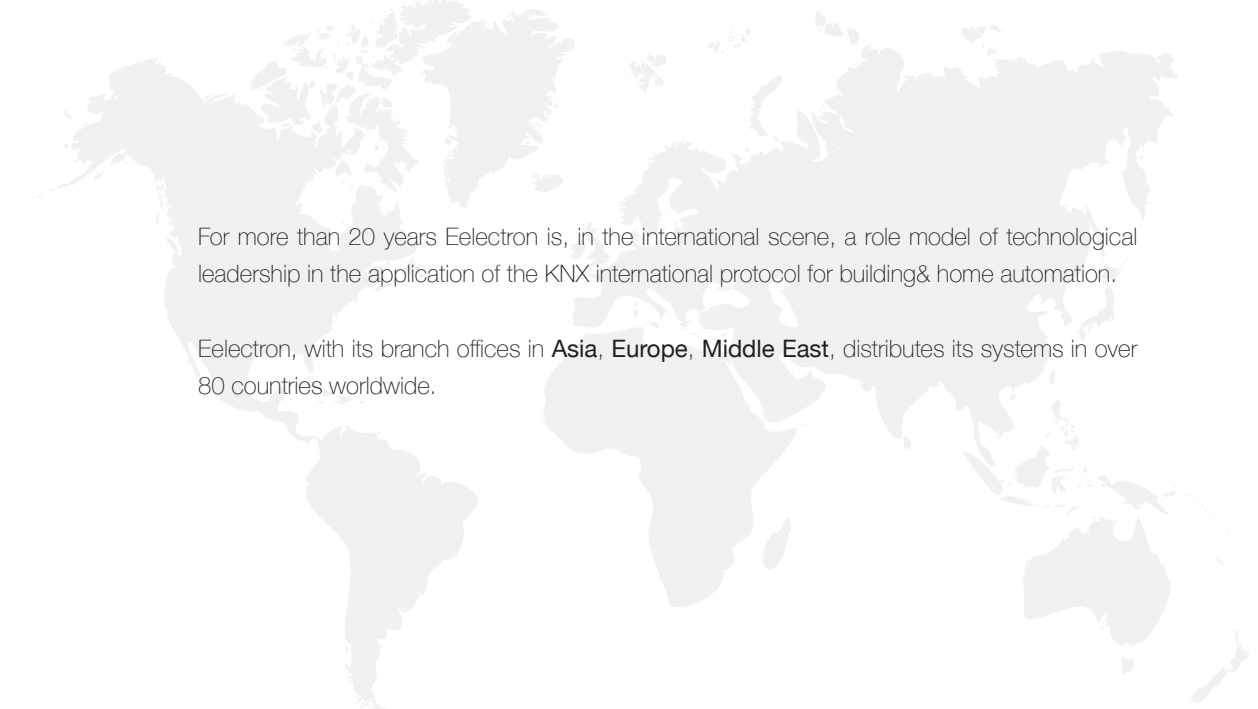 For more than 20 years Eelectron is, in the international scene, a role model of technological
leadership in the application of the KNX international protocol for building& home automation.
Eelectron, with its branch offices in Asia, Europe, Middle East, distributes its systems in over
80 countries worldwide.